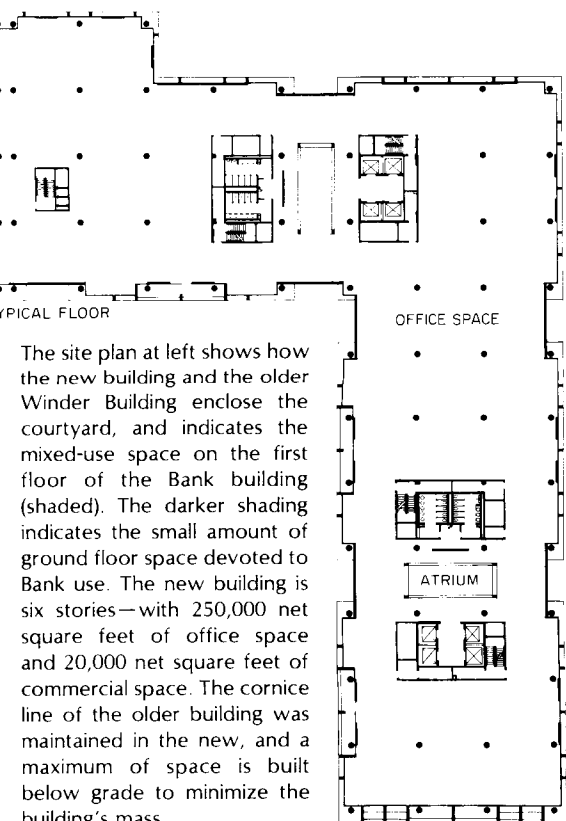 YPICAL FLOOR
OFFICE SPACE
The site plan at left shows how
the new building and the older
Winder Building enclose the
courtyard, and indicates the
mixed-use space on the first
floor of the Bank building
(shaded). The darker shading
indicates the small amount of
ground floor space devoted to
Bank use. The new building is
six stories—with 250,000 net
square feet of office space
and 20,000 net square feet of
commercial space. The cornice
line of the older building was
maintained in the new, and a
maximum of space is built
below grade to minimize the
building's mass.
ATRIUM